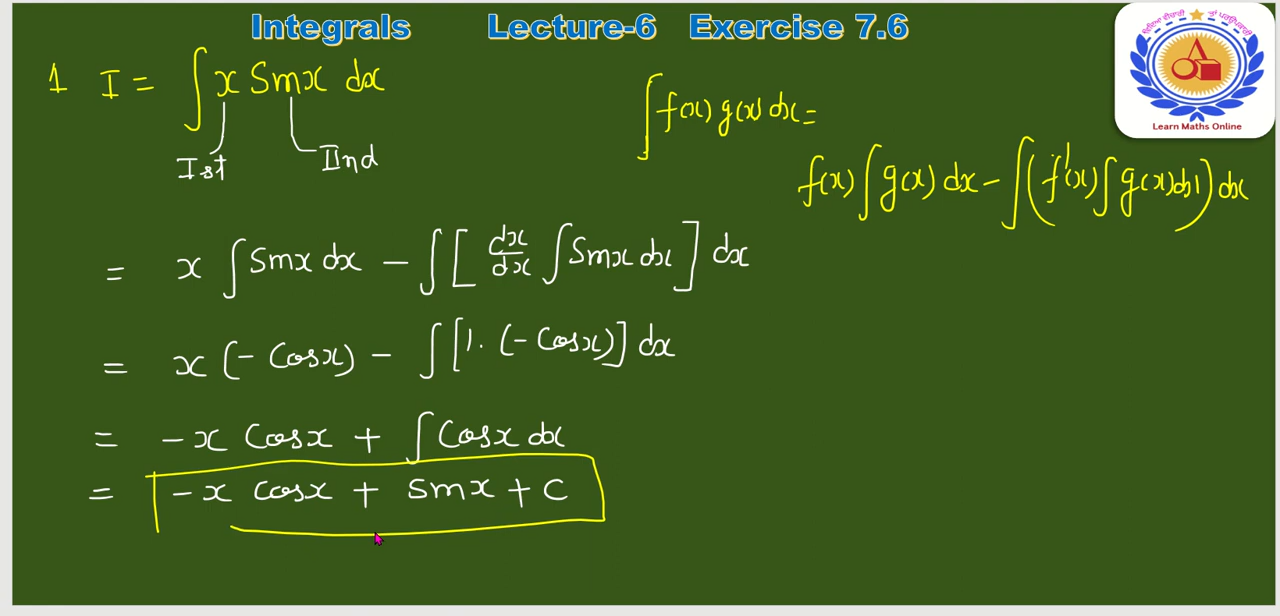 Integrals Lecture-6 Exercise 7.6
ਵਿਦਿਆ ਵੀਚਾਰੀ ਤਾਂ ਪਰਉਪਕਾਰੀ
Learn Maths Online
1 I = ∫ x Sinx dx
Ist IInd
∫ f(x) g(x) dx =
f(x) ∫ g(x) dx - ∫ (f'(x) ∫ g(x) dx) dx
= x ∫ Sinx dx - ∫ [ dx/dx ∫ Sinx dx ] dx
= x (- Cosx) - ∫ [1. (- Cosx)] dx
= -x Cosx + ∫ Cosx dx
= -x cosx + Sinx + C